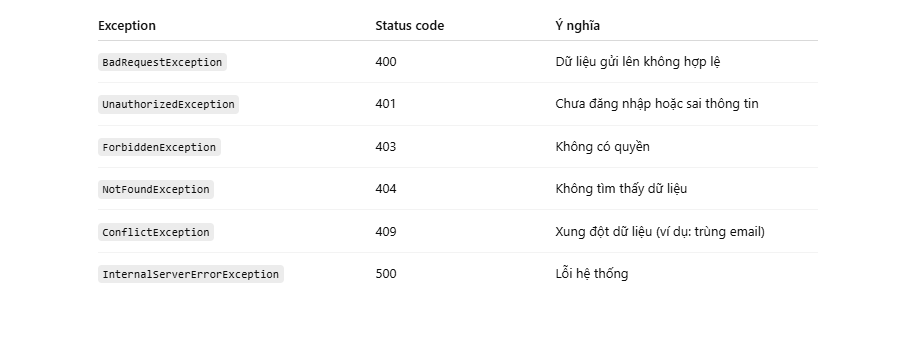 Exception Status code Ý nghĩa
BadRequestException 400 Dữ liệu gửi lên không hợp lệ
UnauthorizedException 401 Chưa đăng nhập hoặc sai thông tin
ForbiddenException 403 Không có quyền
NotFoundException 404 Không tìm thấy dữ liệu
ConflictException 409 Xung đột dữ liệu (ví dụ: trùng email)
InternalServerErrorException 500 Lỗi hệ thống